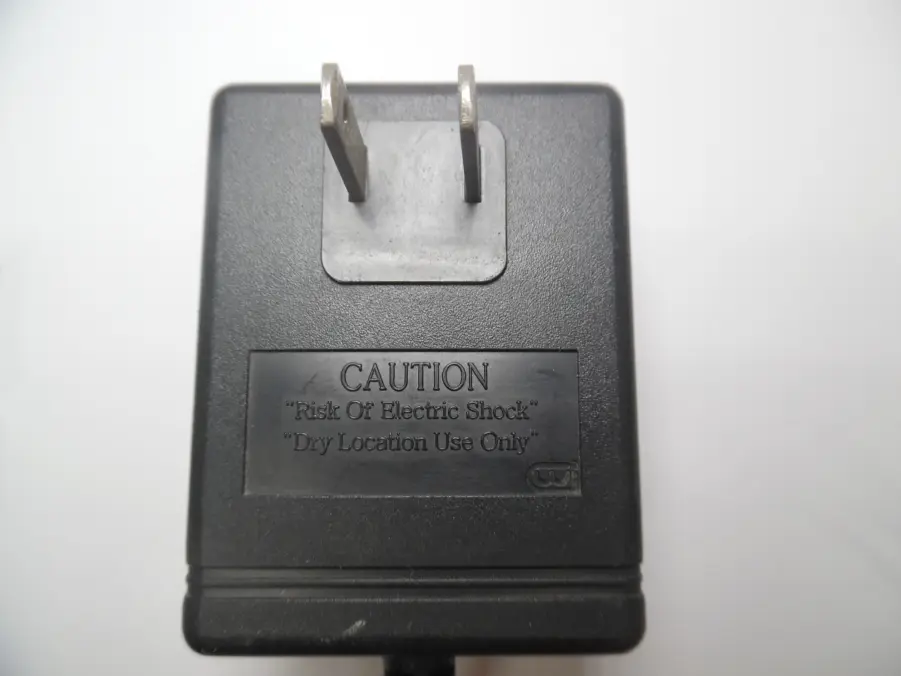 CAUTION
"Risk Of Electric Shock"
"Dry Location Use Only"